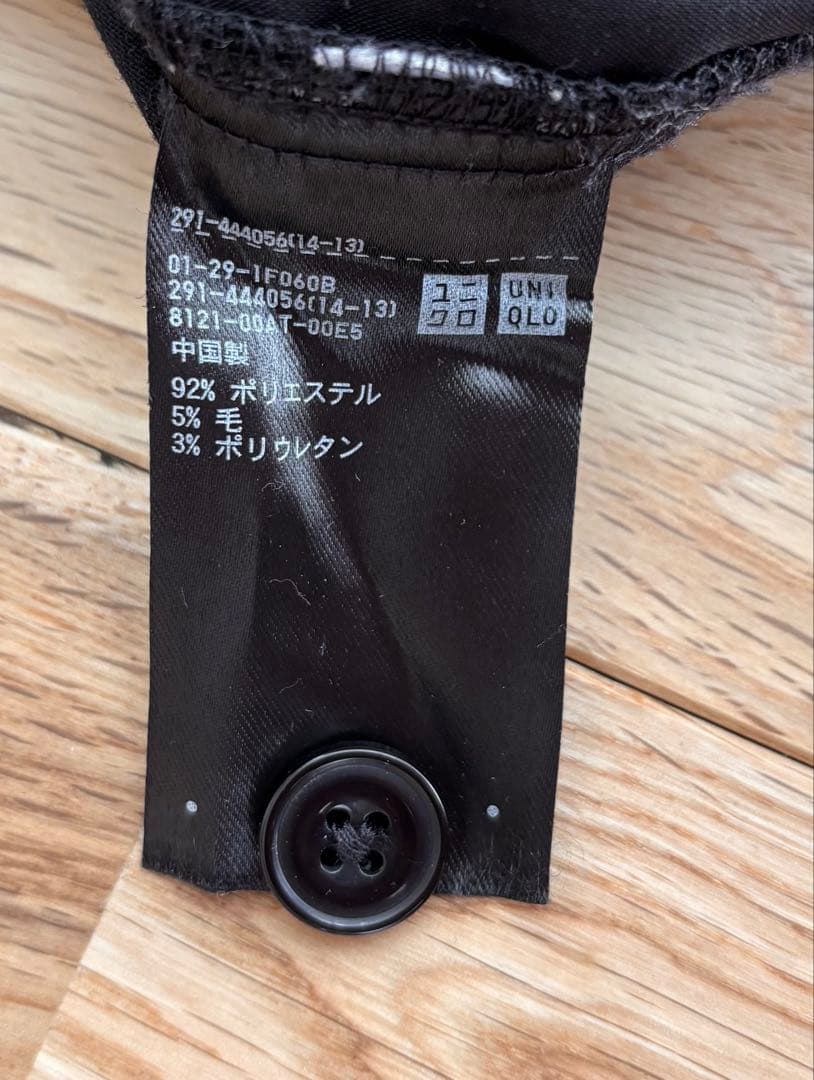 291-444056(14-13)
01-29-1F060B
291-444056(14-13)
8121-00AT-00E5
中国製
92% ポリエステル
5% 毛
3% ポリウレタン
ユニ
クロ
UNI
QLO